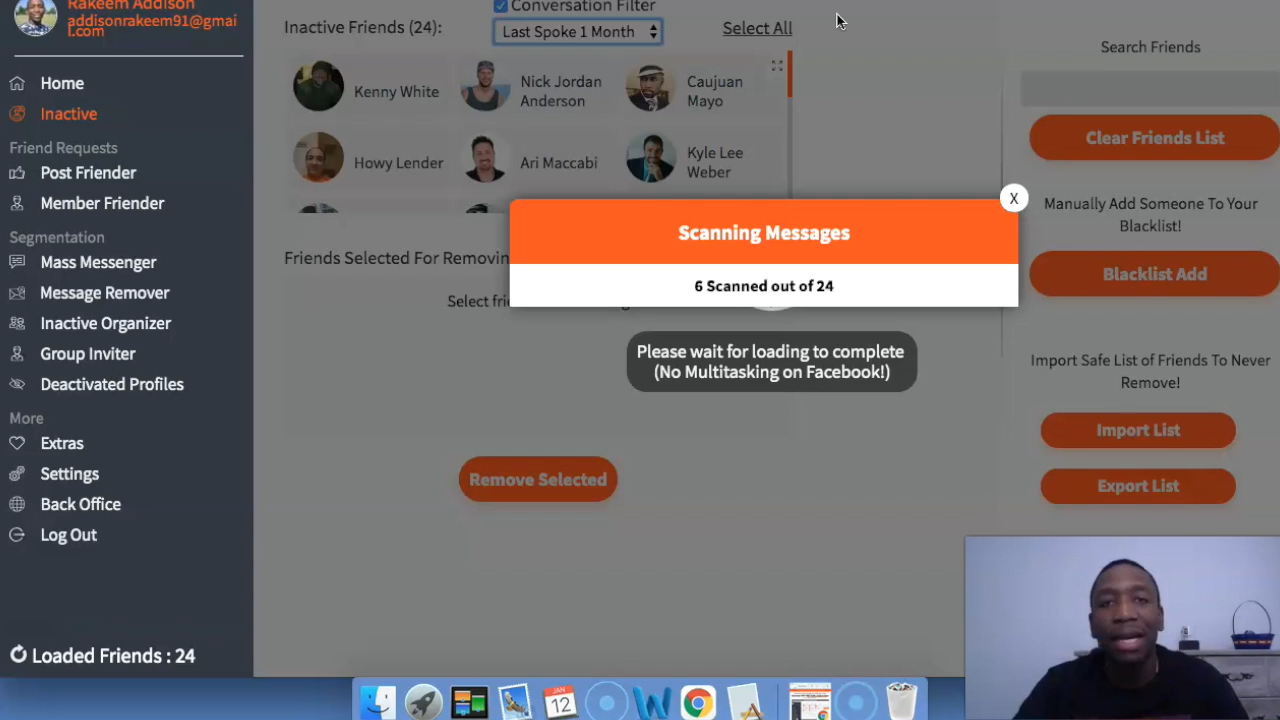 Rakeem Addison
addisonrakeem91@gmai
l.com
Home
Inactive
Friend Requests
Post Friender
Member Friender
Segmentation
Mass Messenger
Message Remover
Inactive Organizer
Group Inviter
Deactivated Profiles
More
Extras
Settings
Back Office
Log Out
Loaded Friends : 24
Conversation Filter
Inactive Friends (24):
Last Spoke 1 Month
Select All
Kenny White
Nick Jordan
Anderson
Caujuan
Mayo
Howy Lender
Ari Maccabi
Kyle Lee
Weber
Friends Selected For Removin
Select frie
X
Scanning Messages
6 Scanned out of 24
Please wait for loading to complete
(No Multitasking on Facebook!)
Remove Selected
Search Friends
Clear Friends List
Manually Add Someone To Your
Blacklist!
Blacklist Add
Import Safe List of Friends To Never
Remove!
Import List
Export List
JAN
12